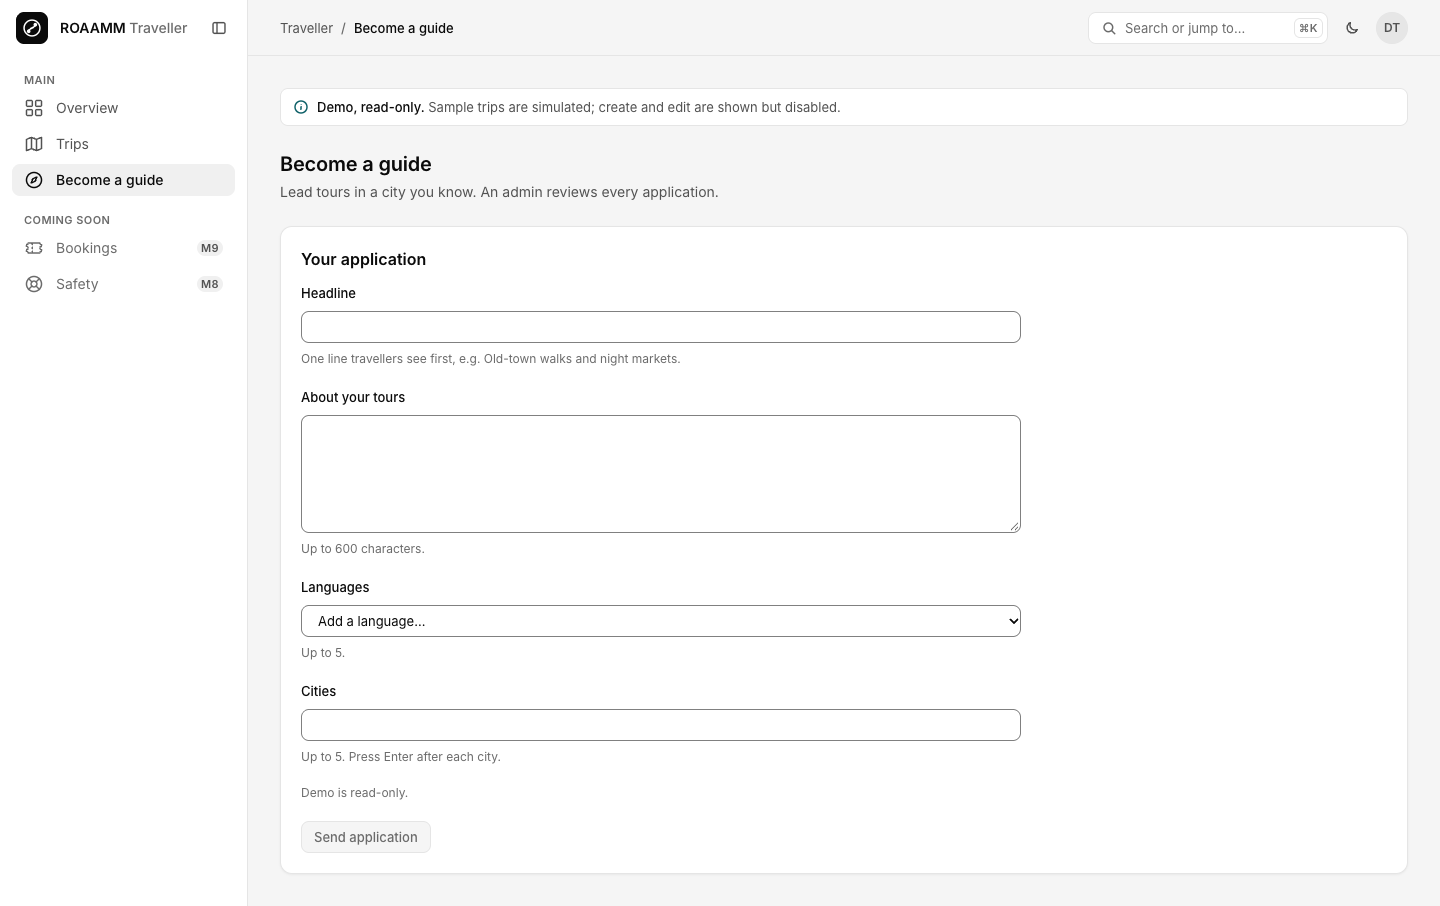 ROAAMM Traveller
MAIN
Overview
Trips
Become a guide
COMING SOON
Bookings M9
Safety M8
Traveller / Become a guide
Search or jump to... ⌘K
DT
Demo, read-only. Sample trips are simulated; create and edit are shown but disabled.
Become a guide
Lead tours in a city you know. An admin reviews every application.
Your application
Headline
One line travellers see first, e.g. Old-town walks and night markets.
About your tours
Up to 600 characters.
Languages
Add a language...
Up to 5.
Cities
Up to 5. Press Enter after each city.
Demo is read-only.
Send application